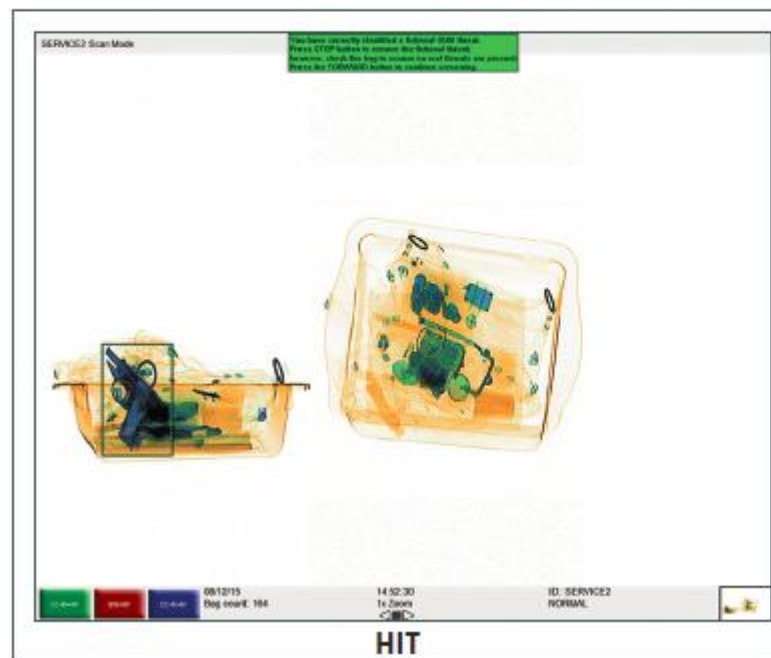 SERVICE2 Scan Mode
You have correctly classified a fictional GUN threat.
Press STOP button to remove the fictional threat,
however, check the bag to ensure no real threats are present
Press the FORWARD button to continue screening.
08/12/15
Bag count: 164
14:52:30
1x Zoom
ID: SERVICE2
NORMAL
HIT